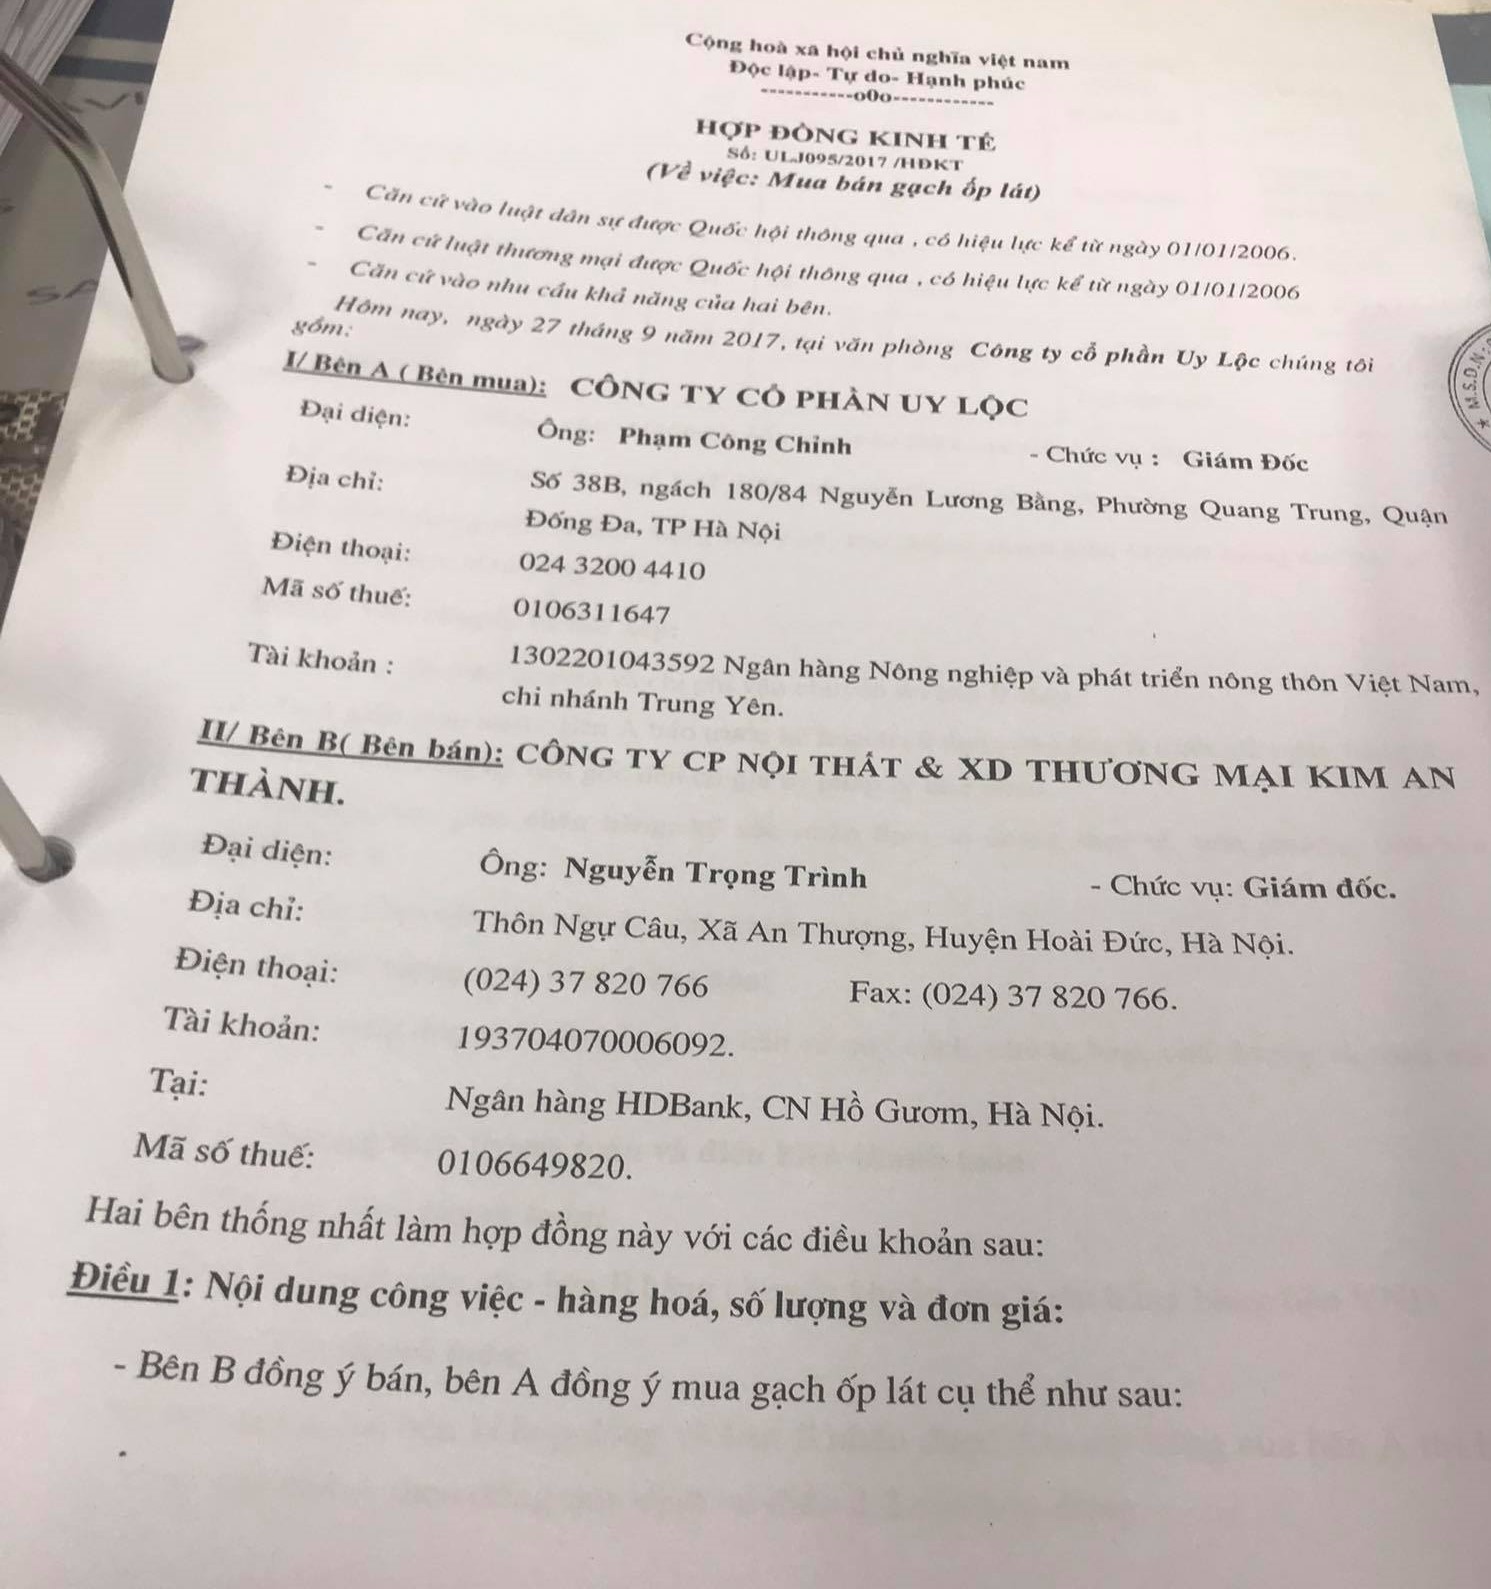 Cộng hoà xã hội chủ nghĩa việt nam
Độc lập- Tự do- Hạnh phúc
-----------o0o------------
HỢP ĐỒNG KINH TẾ
Số: ULJ095/2017 /HĐKT
(Về việc: Mua bán gạch ốp lát)
- Căn cứ vào luật dân sự được Quốc hội thông qua , có hiệu lực kể từ ngày 01/01/2006.
- Căn cứ luật thương mại được Quốc hội thông qua , có hiệu lực kể từ ngày 01/01/2006
- Căn cứ vào nhu cầu khả năng của hai bên.
Hôm nay, ngày 27 tháng 9 năm 2017, tại văn phòng Công ty cổ phần Uy Lộc chúng tôi
gồm:
I/ Bên A ( Bên mua): CÔNG TY CỔ PHẦN UY LỘC
Đại diện: Ông: Phạm Công Chỉnh - Chức vụ : Giám Đốc
Địa chỉ: Số 38B, ngách 180/84 Nguyễn Lương Bằng, Phường Quang Trung, Quận
Đống Đa, TP Hà Nội
Điện thoại: 024 3200 4410
Mã số thuế: 0106311647
Tài khoản : 1302201043592 Ngân hàng Nông nghiệp và phát triển nông thôn Việt Nam,
chi nhánh Trung Yên.
II/ Bên B( Bên bán): CÔNG TY CP NỘI THẤT & XD THƯƠNG MẠI KIM AN
THÀNH.
Đại diện: Ông: Nguyễn Trọng Trình - Chức vụ: Giám đốc.
Địa chỉ: Thôn Ngự Câu, Xã An Thượng, Huyện Hoài Đức, Hà Nội.
Điện thoại: (024) 37 820 766 Fax: (024) 37 820 766.
Tài khoản: 193704070006092.
Tại: Ngân hàng HDBank, CN Hồ Gươm, Hà Nội.
Mã số thuế: 0106649820.
Hai bên thống nhất làm hợp đồng này với các điều khoản sau:
Điều 1: Nội dung công việc - hàng hoá, số lượng và đơn giá:
- Bên B đồng ý bán, bên A đồng ý mua gạch ốp lát cụ thể như sau:
★ M.S.D.N: